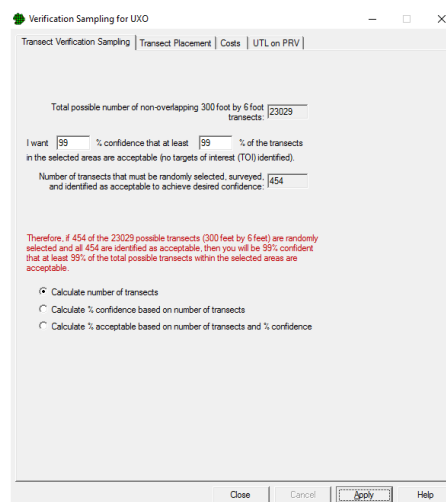 Verification Sampling for UXO
Transect Verification Sampling Transect Placement Costs UTL on PRV
Total possible number of non-overlapping 300 foot by 6 foot
transects: 23029
I want 99 % confidence that at least 99 % of the transects
in the selected areas are acceptable (no targets of interest (TOI) identified).
Number of transects that must be randomly selected, surveyed,
and identified as acceptable to achieve desired confidence: 454
Therefore, if 454 of the 23029 possible transects (300 feet by 6 feet) are randomly
selected and all 454 are identified as acceptable, then you will be 99% confident
that at least 99% of the total possible transects within the selected areas are
acceptable.
Calculate number of transects
Calculate % confidence based on number of transects
Calculate % acceptable based on number of transects and % confidence
Close Cancel Apply Help